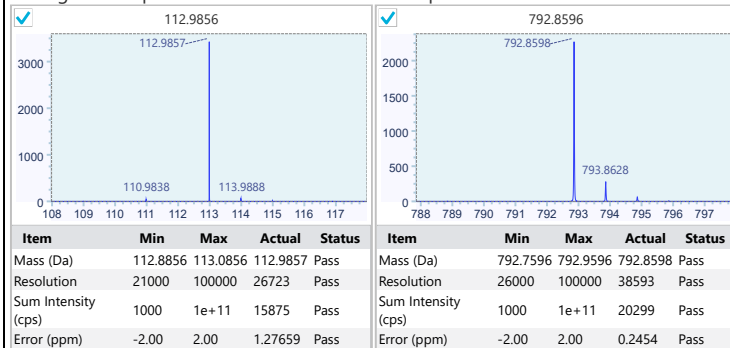 112.9856
112.9857
3000
2000
1000
0
110.9838
113.9888
108 109 110 111 112 113 114 115 116 117
Item Min Max Actual Status
Mass (Da) 112.8856 113.0856 112.9857 Pass
Resolution 21000 100000 26723 Pass
Sum Intensity
(cps) 1000 1e+11 15875 Pass
Error (ppm) -2.00 2.00 1.27659 Pass
792.8596
792.8598
2000
1500
1000
500
0
793.8628
788 789 790 791 792 793 794 795 796 797
Item Min Max Actual Status
Mass (Da) 792.7596 792.9596 792.8598 Pass
Resolution 26000 100000 38593 Pass
Sum Intensity
(cps) 1000 1e+11 20299 Pass
Error (ppm) -2.00 2.00 0.2454 Pass